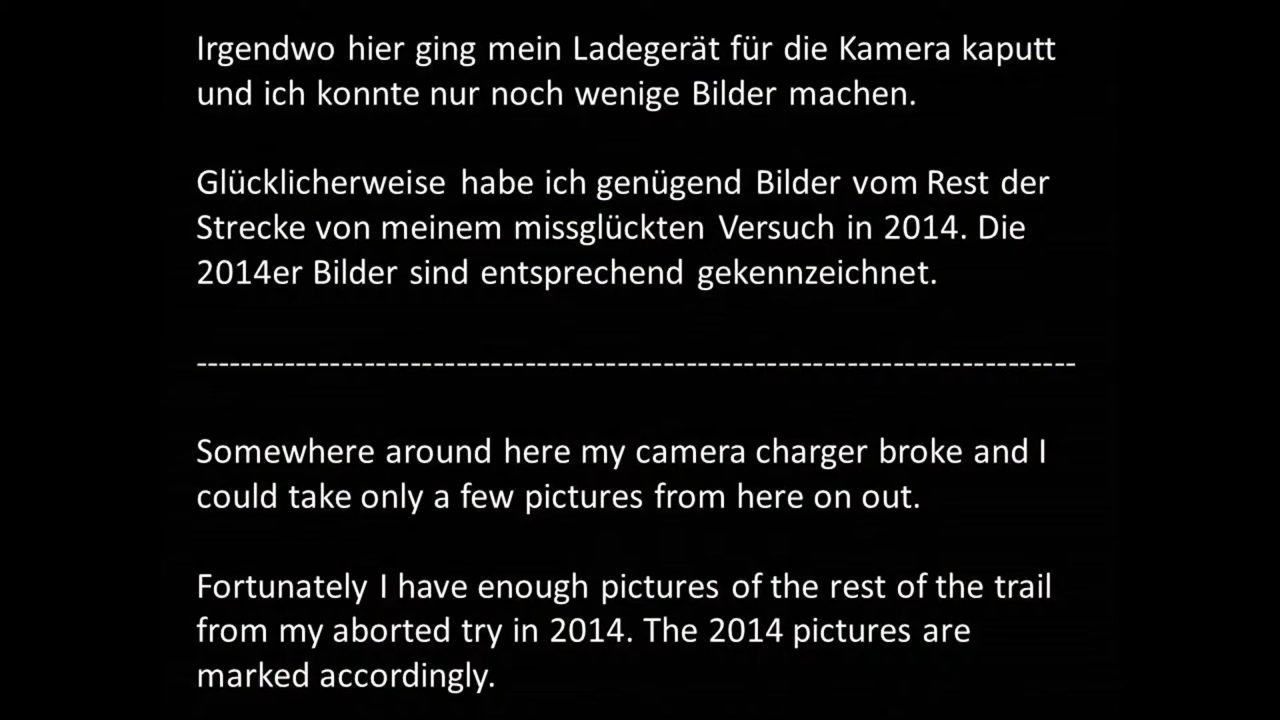 Irgendwo hier ging mein Ladegerät für die Kamera kaputt
und ich konnte nur noch wenige Bilder machen.
Glücklicherweise habe ich genügend Bilder vom Rest der
Strecke von meinem missglückten Versuch in 2014. Die
2014er Bilder sind entsprechend gekennzeichnet.
--------------------------------------------------------------------------------
Somewhere around here my camera charger broke and I
could take only a few pictures from here on out.
Fortunately I have enough pictures of the rest of the trail
from my aborted try in 2014. The 2014 pictures are
marked accordingly.